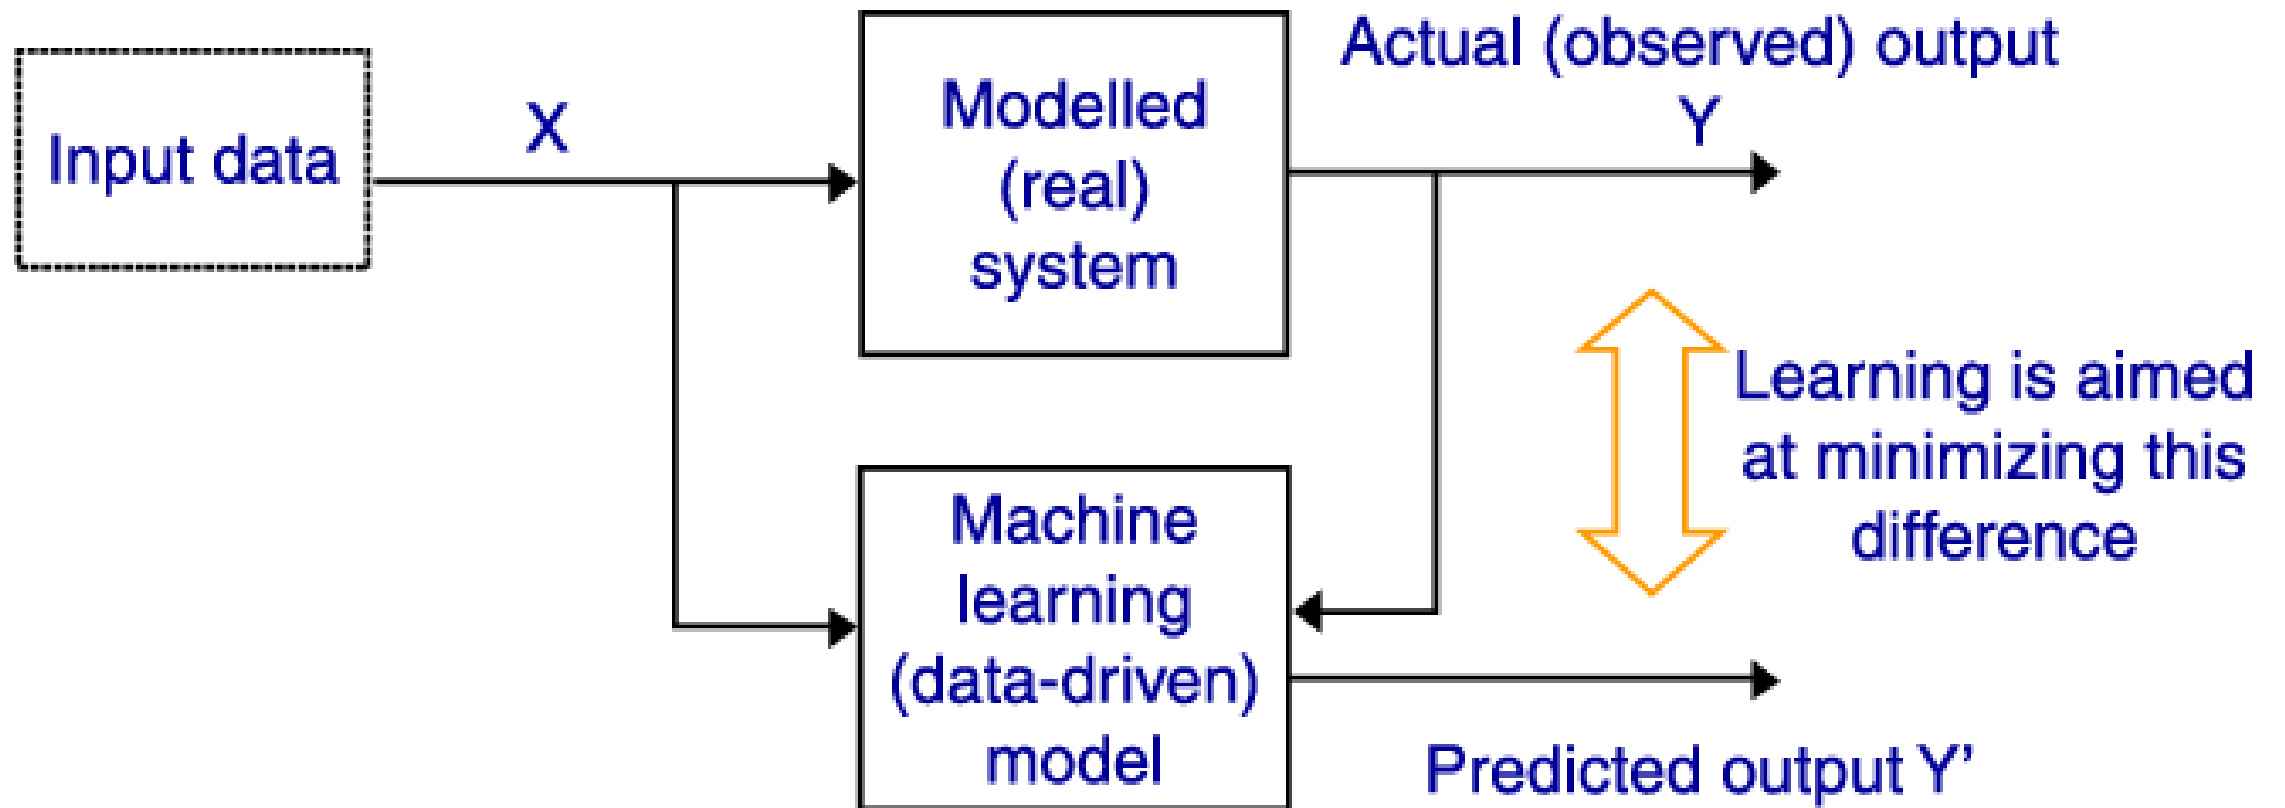 Input data
X
Modelled
(real)
system
Actual (observed) output
Y
Learning is aimed
at minimizing this
difference
Machine
learning
(data-driven)
model
Predicted output Y’